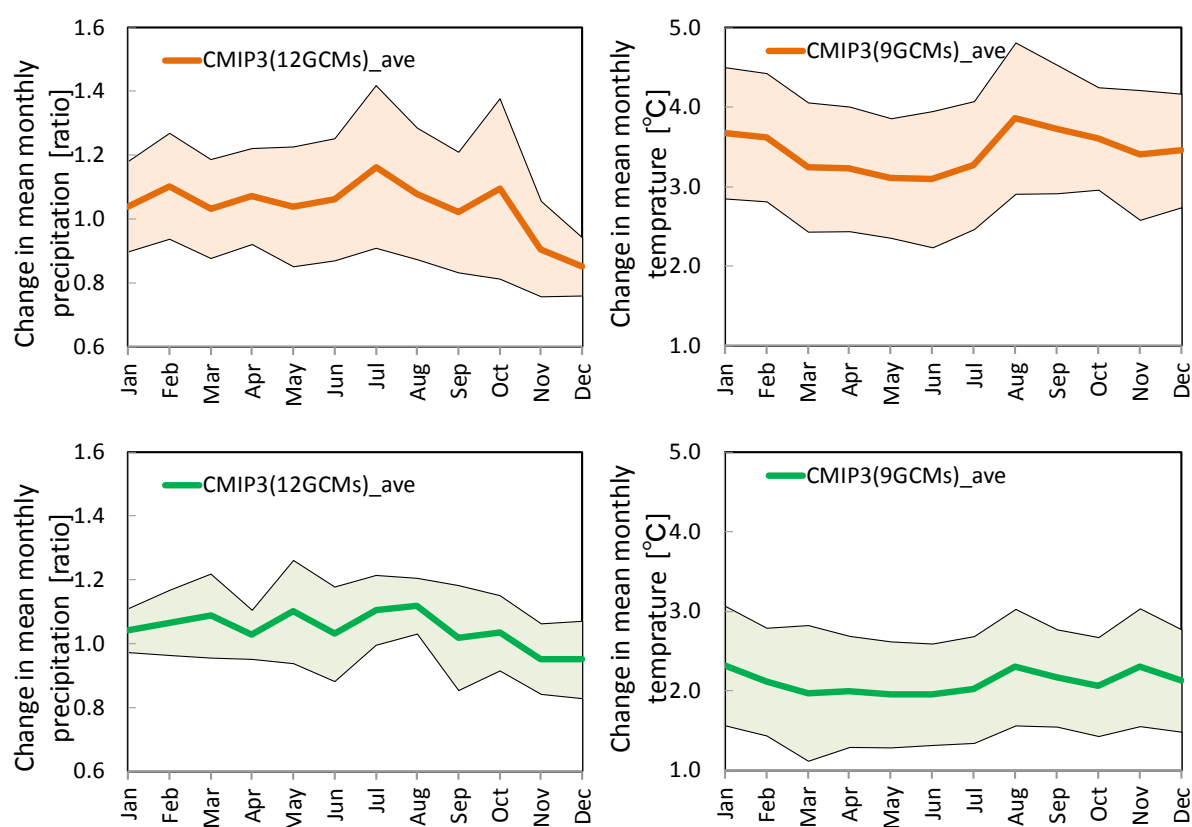 Change in mean monthly
precipitation [ratio]
1.6
1.4
1.2
1.0
0.8
0.6
CMIP3(12GCMs)_ave
Jan
Feb
Mar
Apr
May
Jun
Jul
Aug
Sep
Oct
Nov
Dec
Change in mean monthly
temprature [℃]
5.0
4.0
3.0
2.0
1.0
CMIP3(9GCMs)_ave
Jan
Feb
Mar
Apr
May
Jun
Jul
Aug
Sep
Oct
Nov
Dec
Change in mean monthly
precipitation [ratio]
1.6
1.4
1.2
1.0
0.8
0.6
CMIP3(12GCMs)_ave
Jan
Feb
Mar
Apr
May
Jun
Jul
Aug
Sep
Oct
Nov
Dec
Change in mean monthly
temprature [℃]
5.0
4.0
3.0
2.0
1.0
CMIP3(9GCMs)_ave
Jan
Feb
Mar
Apr
May
Jun
Jul
Aug
Sep
Oct
Nov
Dec